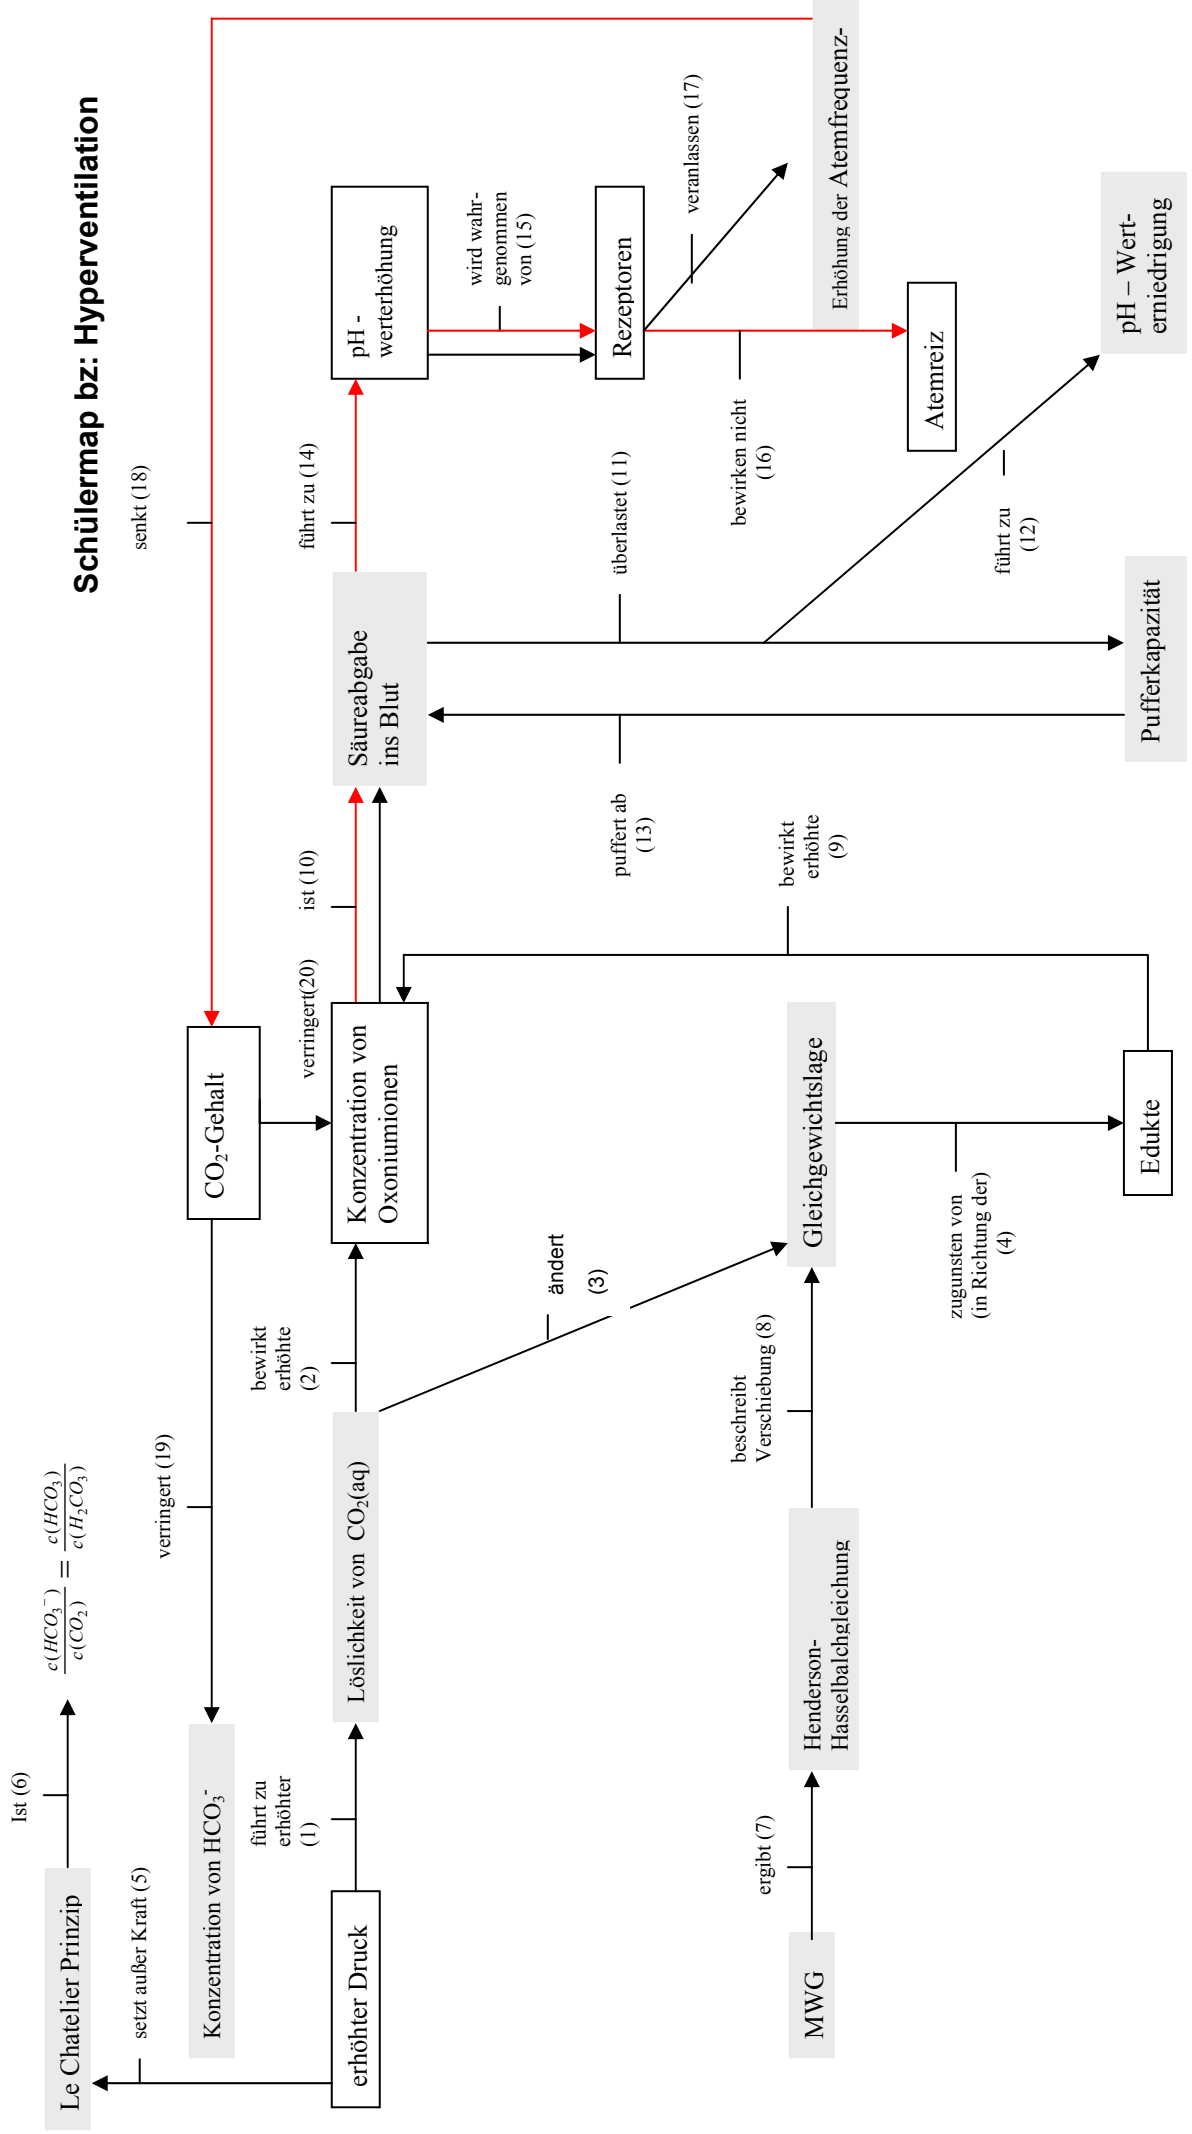 Schülermap bz: Hyperventilation
Ist (6)
c(HCO3-) / c(CO2) = c(HCO3) / c(H2CO3)
Le Chatelier Prinzip
setzt außer Kraft (5)
verringert (19)
senkt (18)
Konzentration von HCO3-
CO2-Gehalt
führt zu
erhöhter
(1)
bewirkt
erhöhte
(2)
verringert(20)
ist (10)
führt zu (14)
erhöhter Druck
Löslichkeit von CO2(aq)
Konzentration von
Oxoniumionen
Säureabgabe
ins Blut
pH -
werterhöhung
wird wahr-
genommen
von (15)
ändert
(3)
puffert ab
(13)
überlastet (11)
Rezeptoren
veranlassen (17)
bewirken nicht
(16)
ergibt (7)
beschreibt
Verschiebung (8)
bewirkt
erhöhte
(9)
MWG
Henderson-
Hasselbalchgleichung
Gleichgewichtslage
Erhöhung der Atemfrequenz-
Atemreiz
zugunsten von
(in Richtung der)
(4)
führt zu
(12)
Edukte
Pufferkapazität
pH – Wert-
erniedrigung